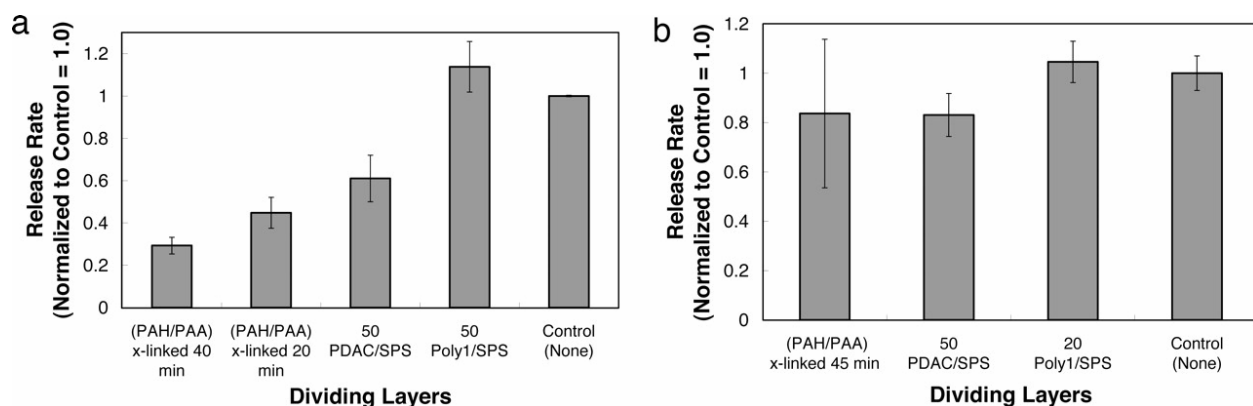 a
Release Rate
(Normalized to Control = 1.0)
1.2
1
0.8
0.6
0.4
0.2
0
(PAH/PAA)
x-linked 40
min
(PAH/PAA)
x-linked 20
min
50
PDAC/SPS
50
Poly1/SPS
Control
(None)
Dividing Layers
b
Release Rate
(Normalized to Control = 1.0)
1.2
1
0.8
0.6
0.4
0.2
0
(PAH/PAA)
x-linked 45 min
50
PDAC/SPS
20
Poly1/SPS
Control
(None)
Dividing Layers